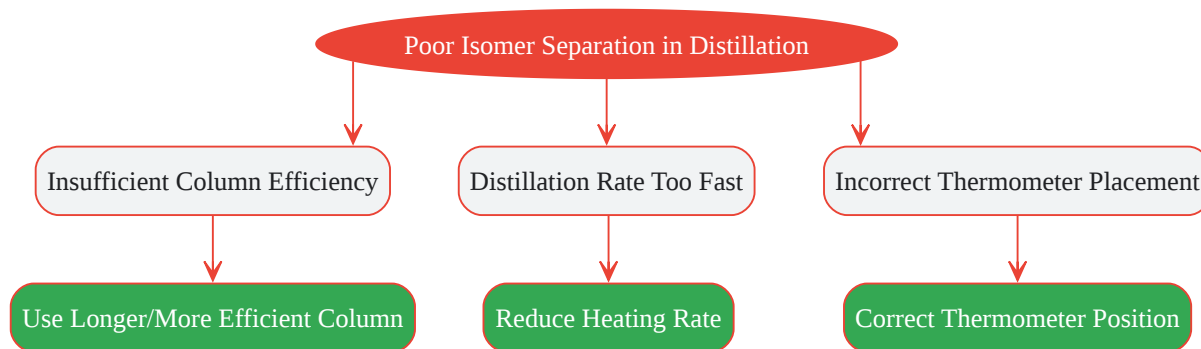 Poor Isomer Separation in Distillation
Insufficient Column Efficiency
Distillation Rate Too Fast
Incorrect Thermometer Placement
Use Longer/More Efficient Column
Reduce Heating Rate
Correct Thermometer Position